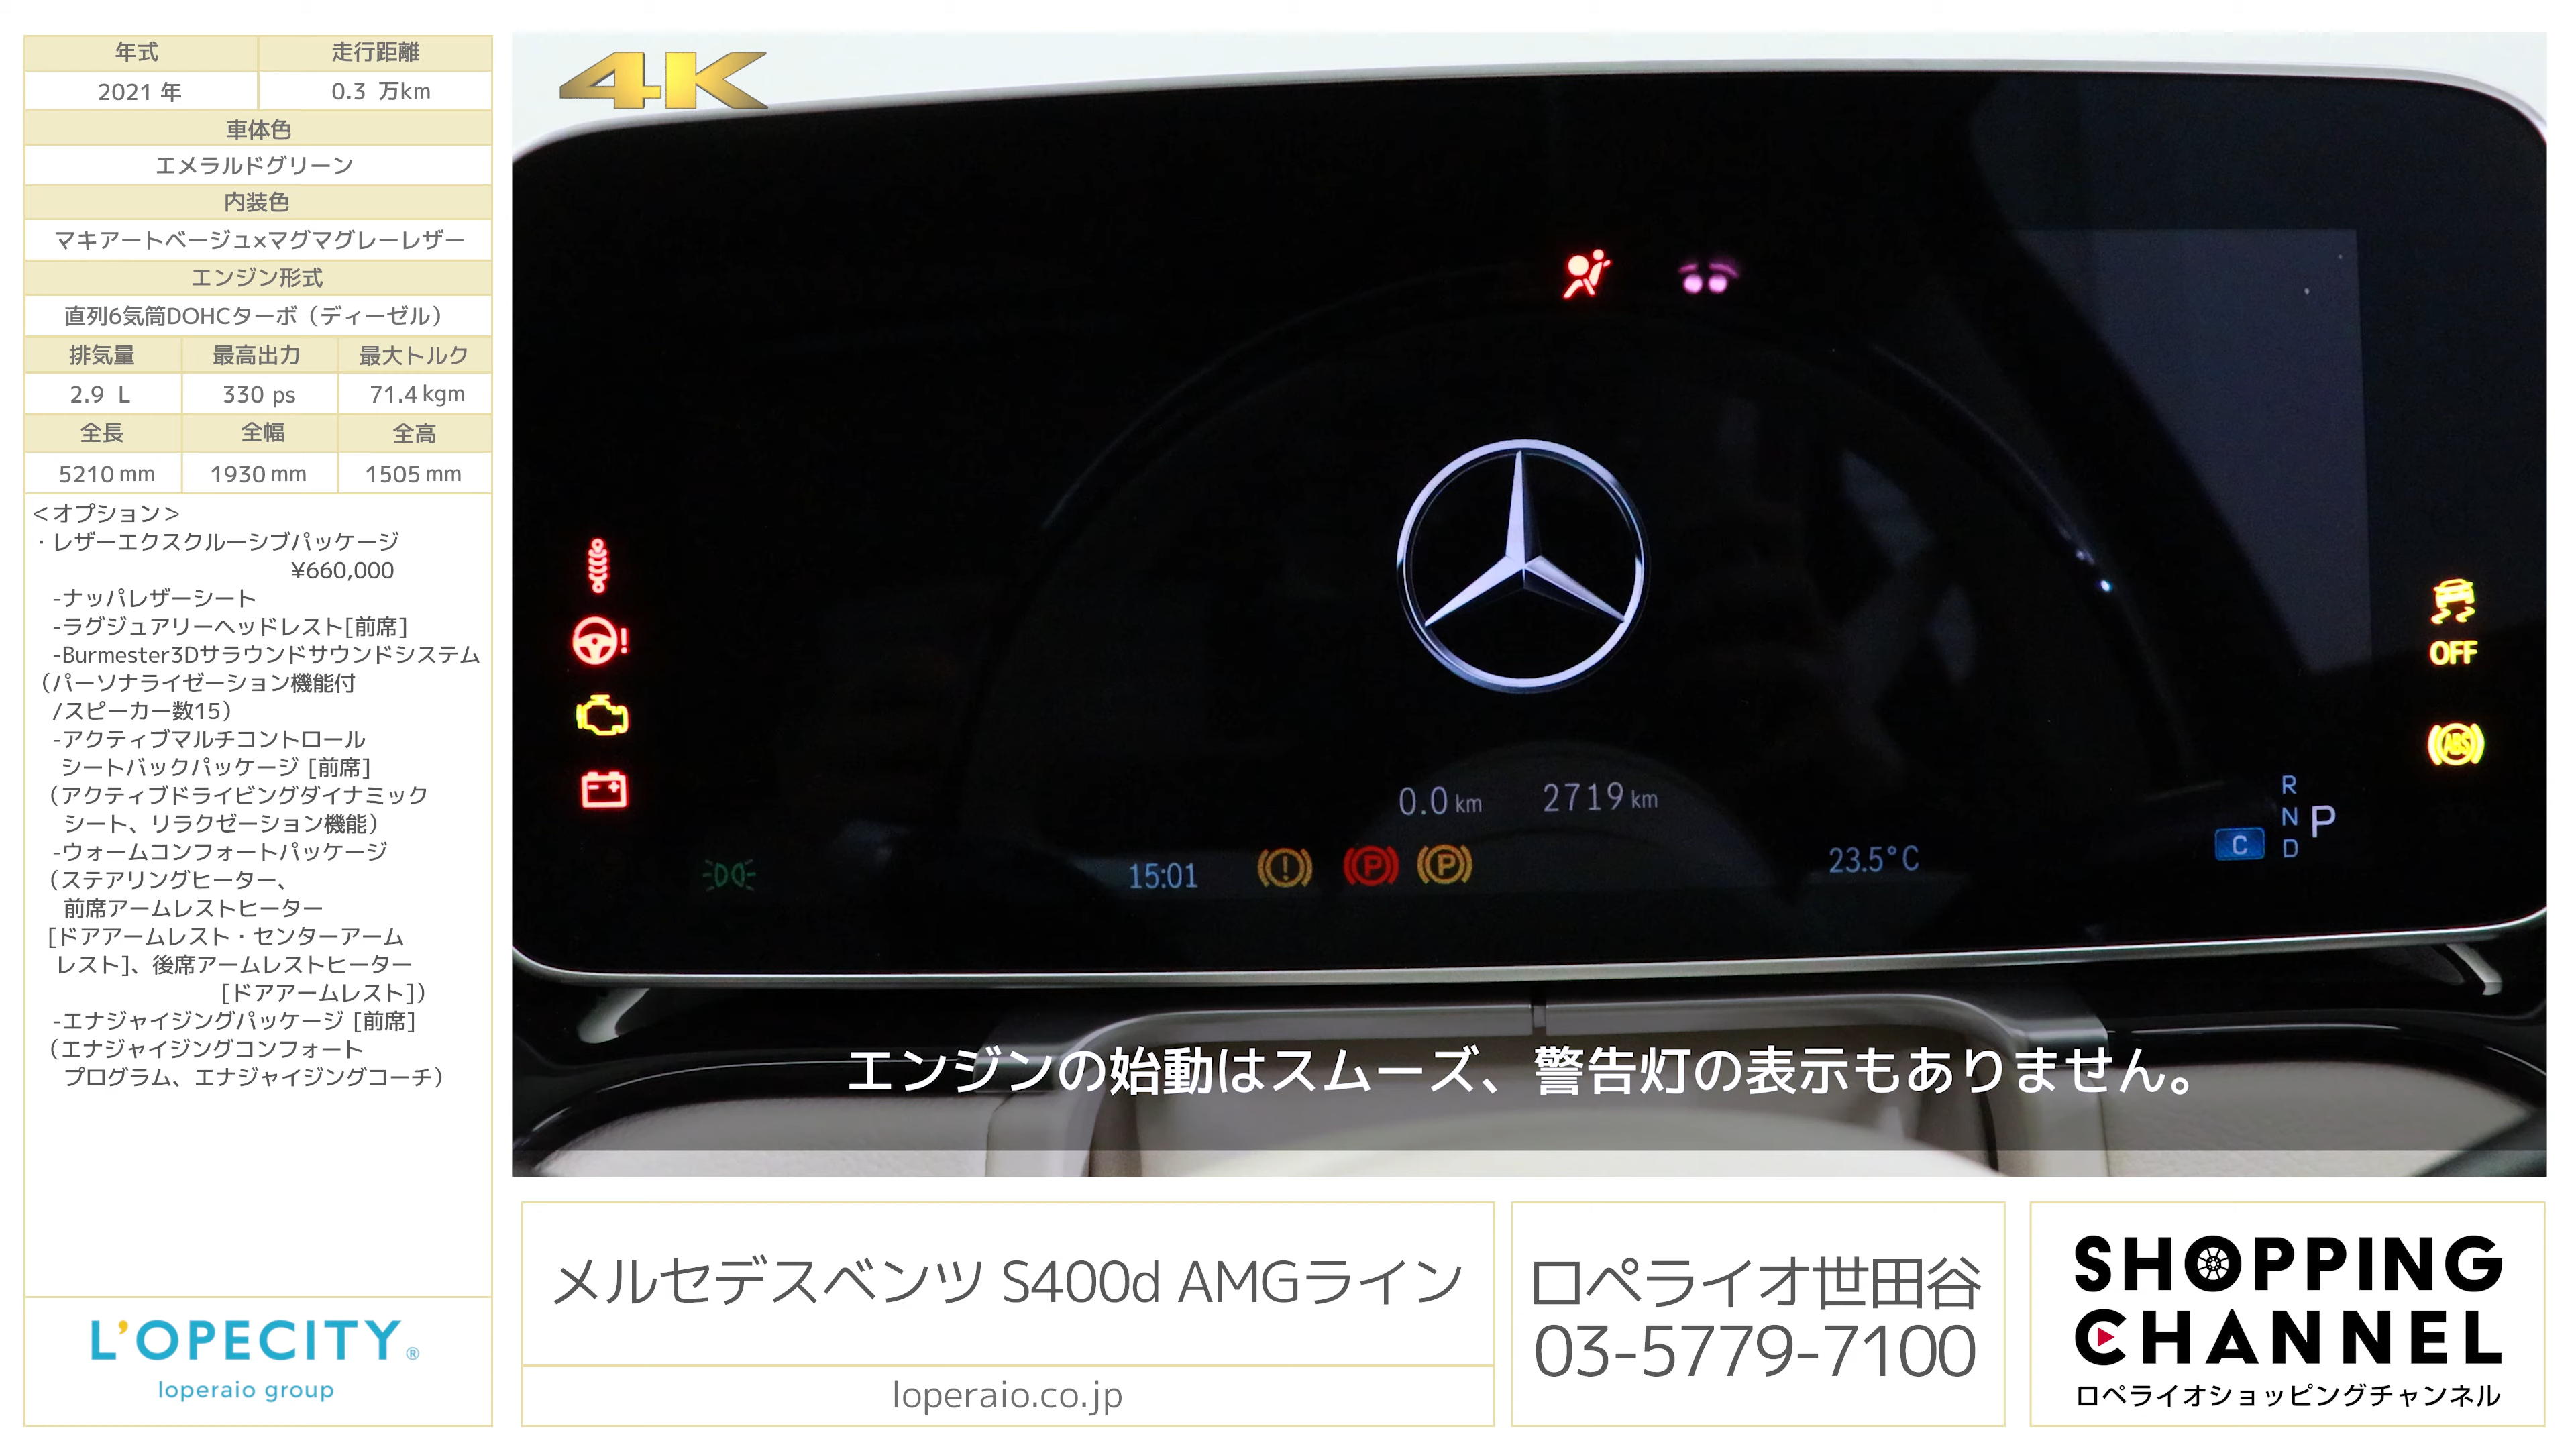 年式 走行距離
2021 年 0.3 万km
車体色
エメラルドグリーン
内装色
マキアートベージュ×マグマグレーレザー
エンジン形式
直列6気筒DOHCターボ（ディーゼル）
排気量 最高出力 最大トルク
2.9 L 330 ps 71.4 kgm
全長 全幅 全高
5210 mm 1930 mm 1505 mm
＜オプション＞
・レザーエクスクルーシブパッケージ
¥660,000
-ナッパレザーシート
-ラグジュアリーヘッドレスト[前席]
-Burmester3Dサラウンドサウンドシステム
（パーソナライゼーション機能付
/スピーカー数15）
-アクティブマルチコントロール
シートバックパッケージ [前席]
（アクティブドライビングダイナミック
シート、リラクゼーション機能）
-ウォームコンフォートパッケージ
（ステアリングヒーター、
前席アームレストヒーター
[ドアアームレスト・センターアーム
レスト]、後席アームレストヒーター
[ドアアームレスト]）
-エナジャイジングパッケージ [前席]
（エナジャイジングコンフォート
プログラム、エナジャイジングコーチ）
L'OPECITY®
loperaio group
4K
OFF
ABS
0.0 km 2719 km
R
N P
C D
15:01 P P 23.5°C
エンジンの始動はスムーズ、警告灯の表示もありません。
メルセデスベンツ S400d AMGライン
loperaio.co.jp
ロペライオ世田谷
03-5779-7100
SHOPPING
CHANNEL
ロペライオショッピングチャンネル